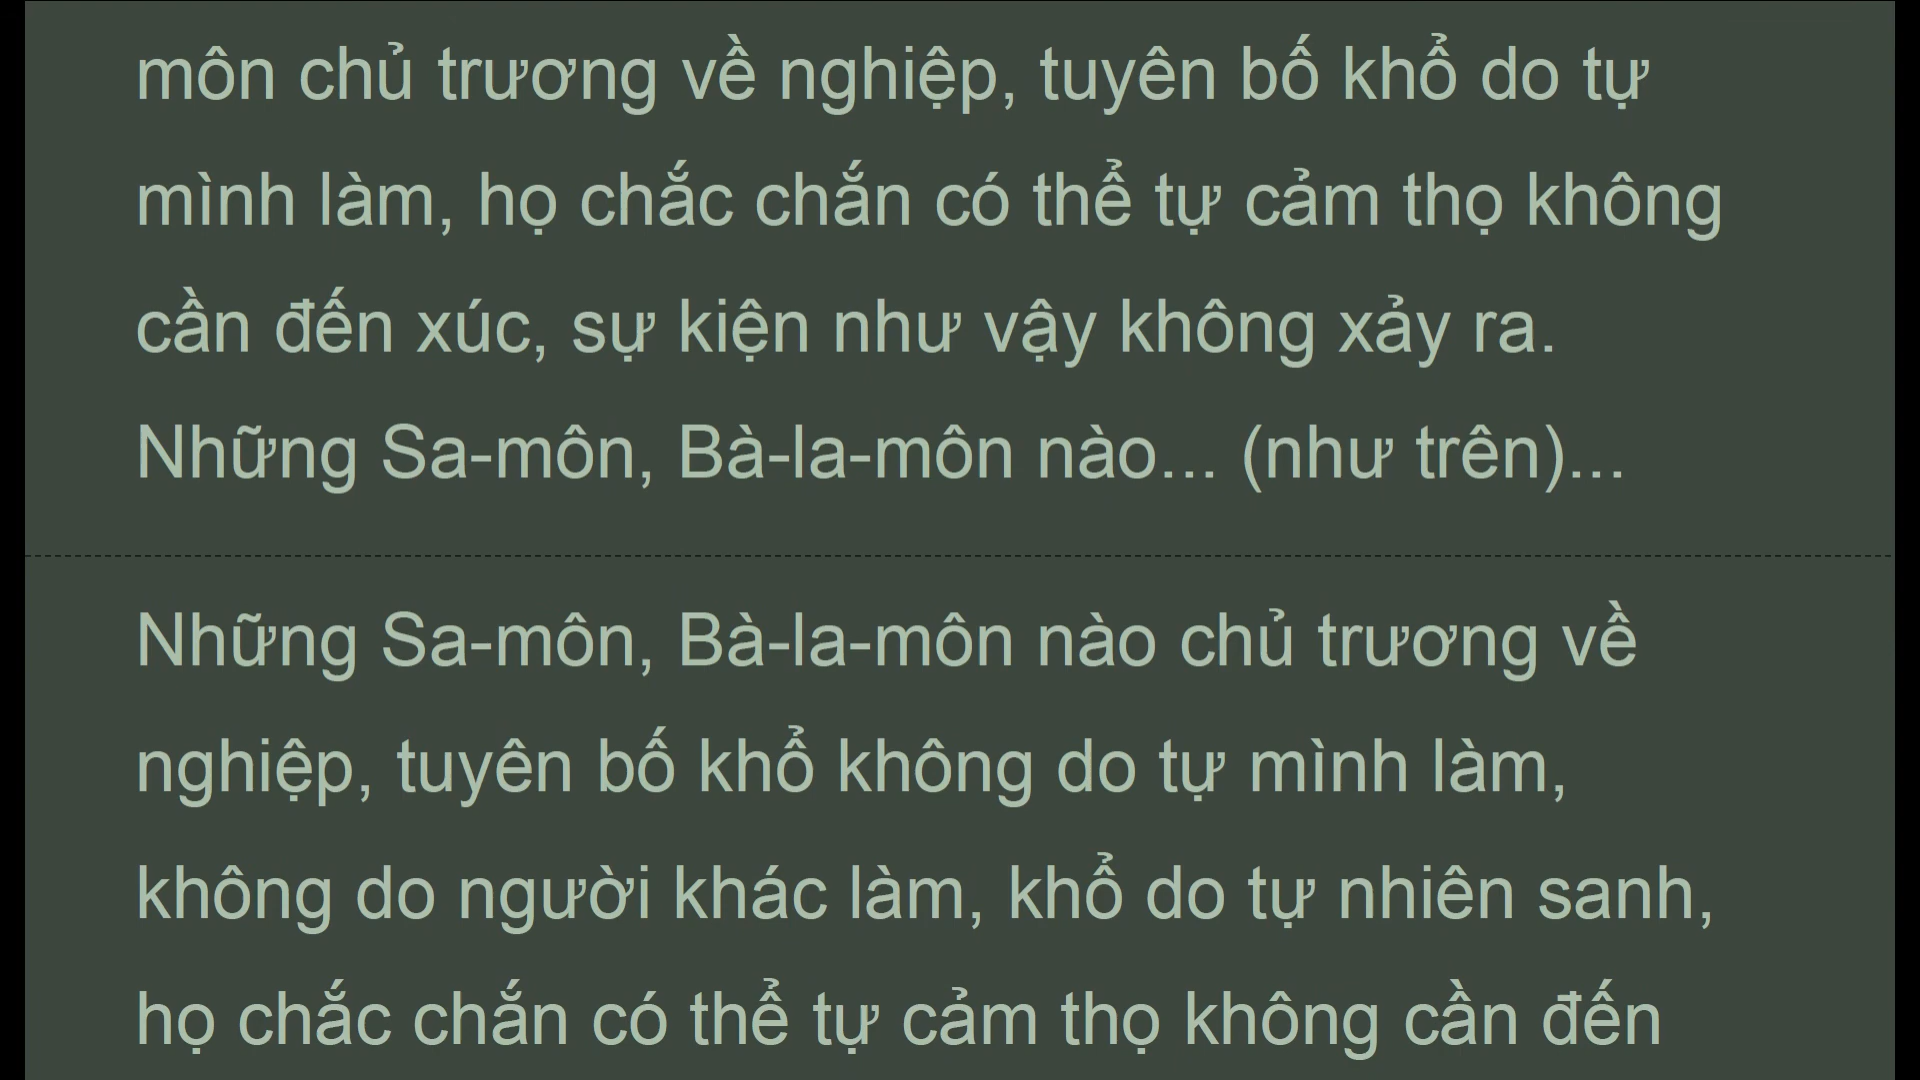 môn chủ trương về nghiệp, tuyên bố khổ do tự
mình làm, họ chắc chắn có thể tự cảm thọ không
cần đến xúc, sự kiện như vậy không xảy ra.
Những Sa-môn, Bà-la-môn nào... (như trên)...
Những Sa-môn, Bà-la-môn nào chủ trương về
nghiệp, tuyên bố khổ không do tự mình làm,
không do người khác làm, khổ do tự nhiên sanh,
họ chắc chắn có thể tự cảm thọ không cần đến